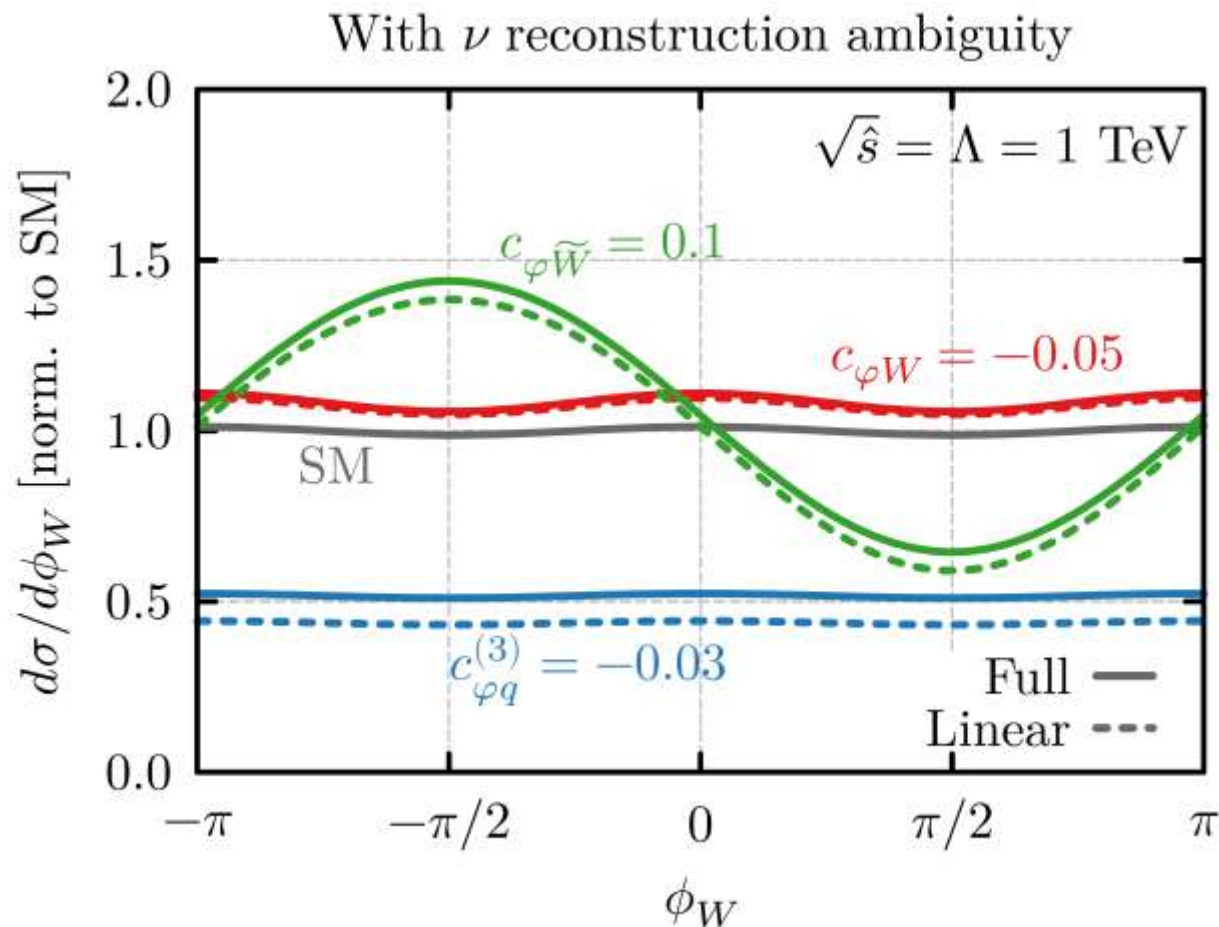 With ν reconstruction ambiguity
dσ/dϕ_W [norm. to SM]
2.0
1.5
1.0
0.5
0.0
√ŝ = Λ = 1 TeV
c_{φW̃} = 0.1
c_{φW} = −0.05
SM
c_{φq}^{(3)} = −0.03
Full
Linear
−π −π/2 0 π/2 π
ϕ_W